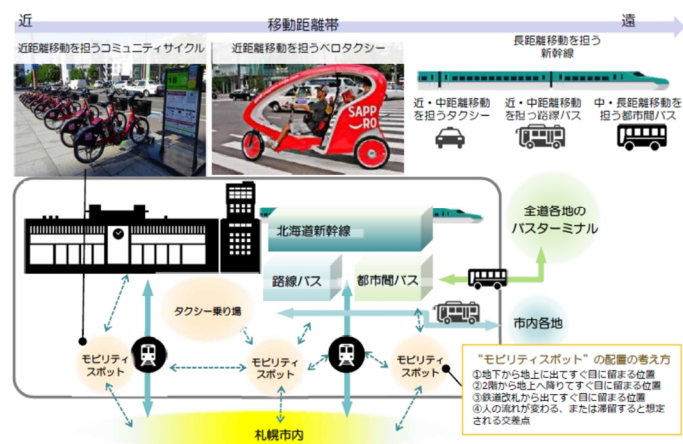 近
移動距離帯
遠
近距離移動を担うコミュニティサイクル
近距離移動を担うベロタクシー
長距離移動を担う
新幹線
近・中距離移動
を担うタクシー
近・中距離移動
を担う路線バス
中・長距離移動を
担う都市間バス
SAPP
RO
北海道新幹線
全道各地の
バスターミナル
路線バス
都市間バス
タクシー乗り場
市内各地
モビリティ
スポット
モビリティ
スポット
モビリティ
スポット
"モビリティスポット"の配置の考え方
①地下から地上に出てすぐ目に留まる位置
②2階から地上へ降りてすぐ目に留まる位置
③鉄道改札から出てすぐ目に留まる位置
④人の流れが変わる、または滞留すると想定
される交差点
札幌市内